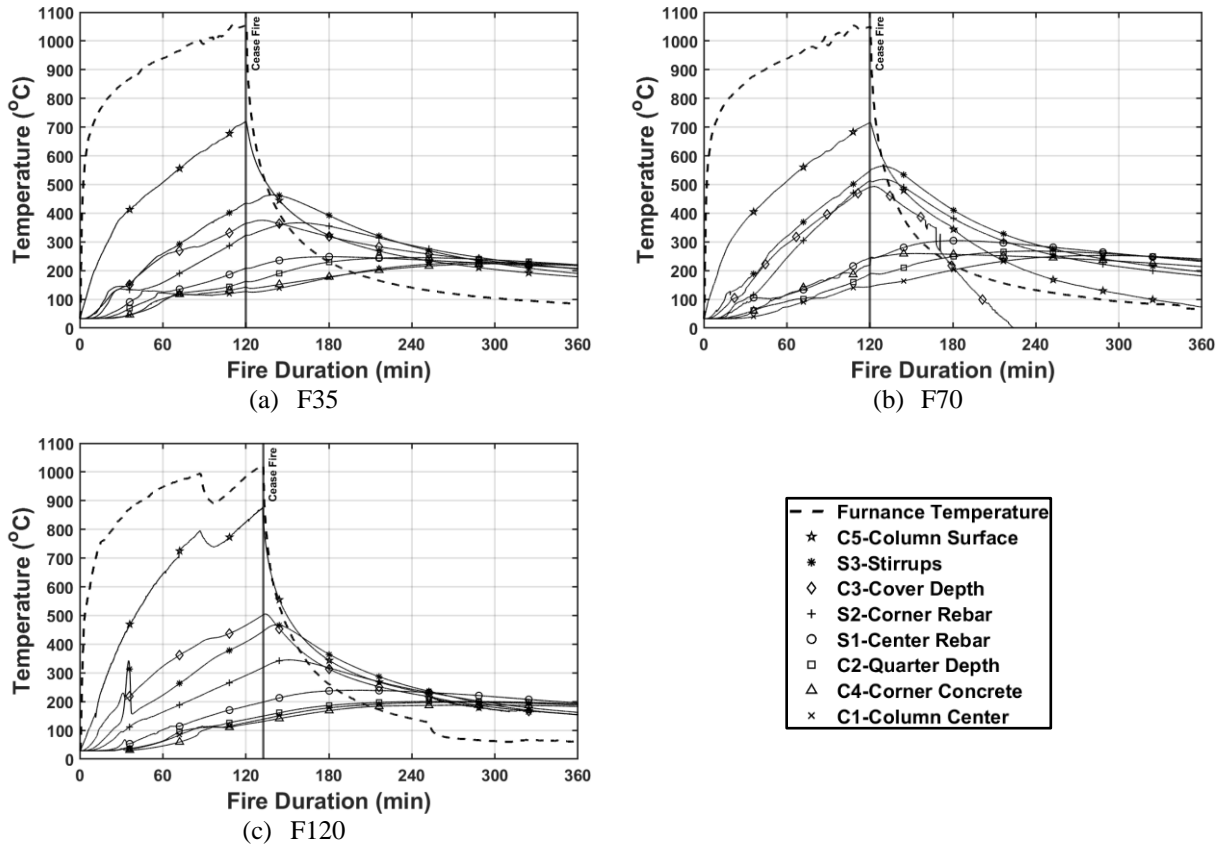 1100
1000
900
800
700
600
500
400
300
200
100
0
Temperature (°C)
Cease Fire
0 60 120 180 240 300 360
Fire Duration (min)
(a) F35
1100
1000
900
800
700
600
500
400
300
200
100
0
Temperature (°C)
Cease Fire
0 60 120 180 240 300 360
Fire Duration (min)
(b) F70
1100
1000
900
800
700
600
500
400
300
200
100
0
Temperature (°C)
Cease Fire
0 60 120 180 240 300 360
Fire Duration (min)
(c) F120
Furnance Temperature
C5-Column Surface
S3-Stirrups
C3-Cover Depth
S2-Corner Rebar
S1-Center Rebar
C2-Quarter Depth
C4-Corner Concrete
C1-Column Center